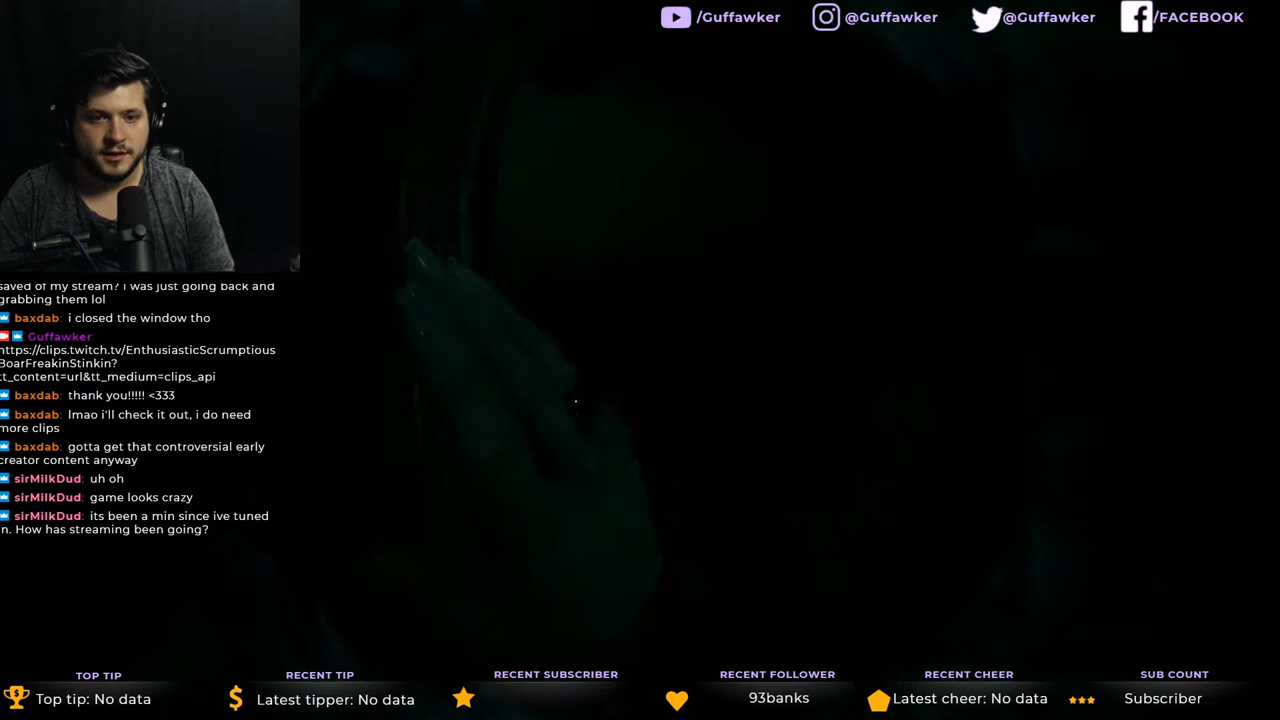 /Guffawker @Guffawker @Guffawker /FACEBOOK
saved of my stream? i was just going back and
grabbing them lol
baxdab: i closed the window tho
Guffawker:
https://clips.twitch.tv/EnthusiasticScrumptious
BoarFreakinStinkin?
tt_content=url&tt_medium=clips_api
baxdab: thank you!!!!! <333
baxdab: lmao i'll check it out, i do need
more clips
baxdab: gotta get that controversial early
creator content anyway
sirMilkDud: uh oh
sirMilkDud: game looks crazy
sirMilkDud: its been a min since ive tuned
in. How has streaming been going?
TOP TIP
Top tip: No data
RECENT TIP
Latest tipper: No data
RECENT SUBSCRIBER
RECENT FOLLOWER
93banks
RECENT CHEER
Latest cheer: No data
SUB COUNT
Subscriber